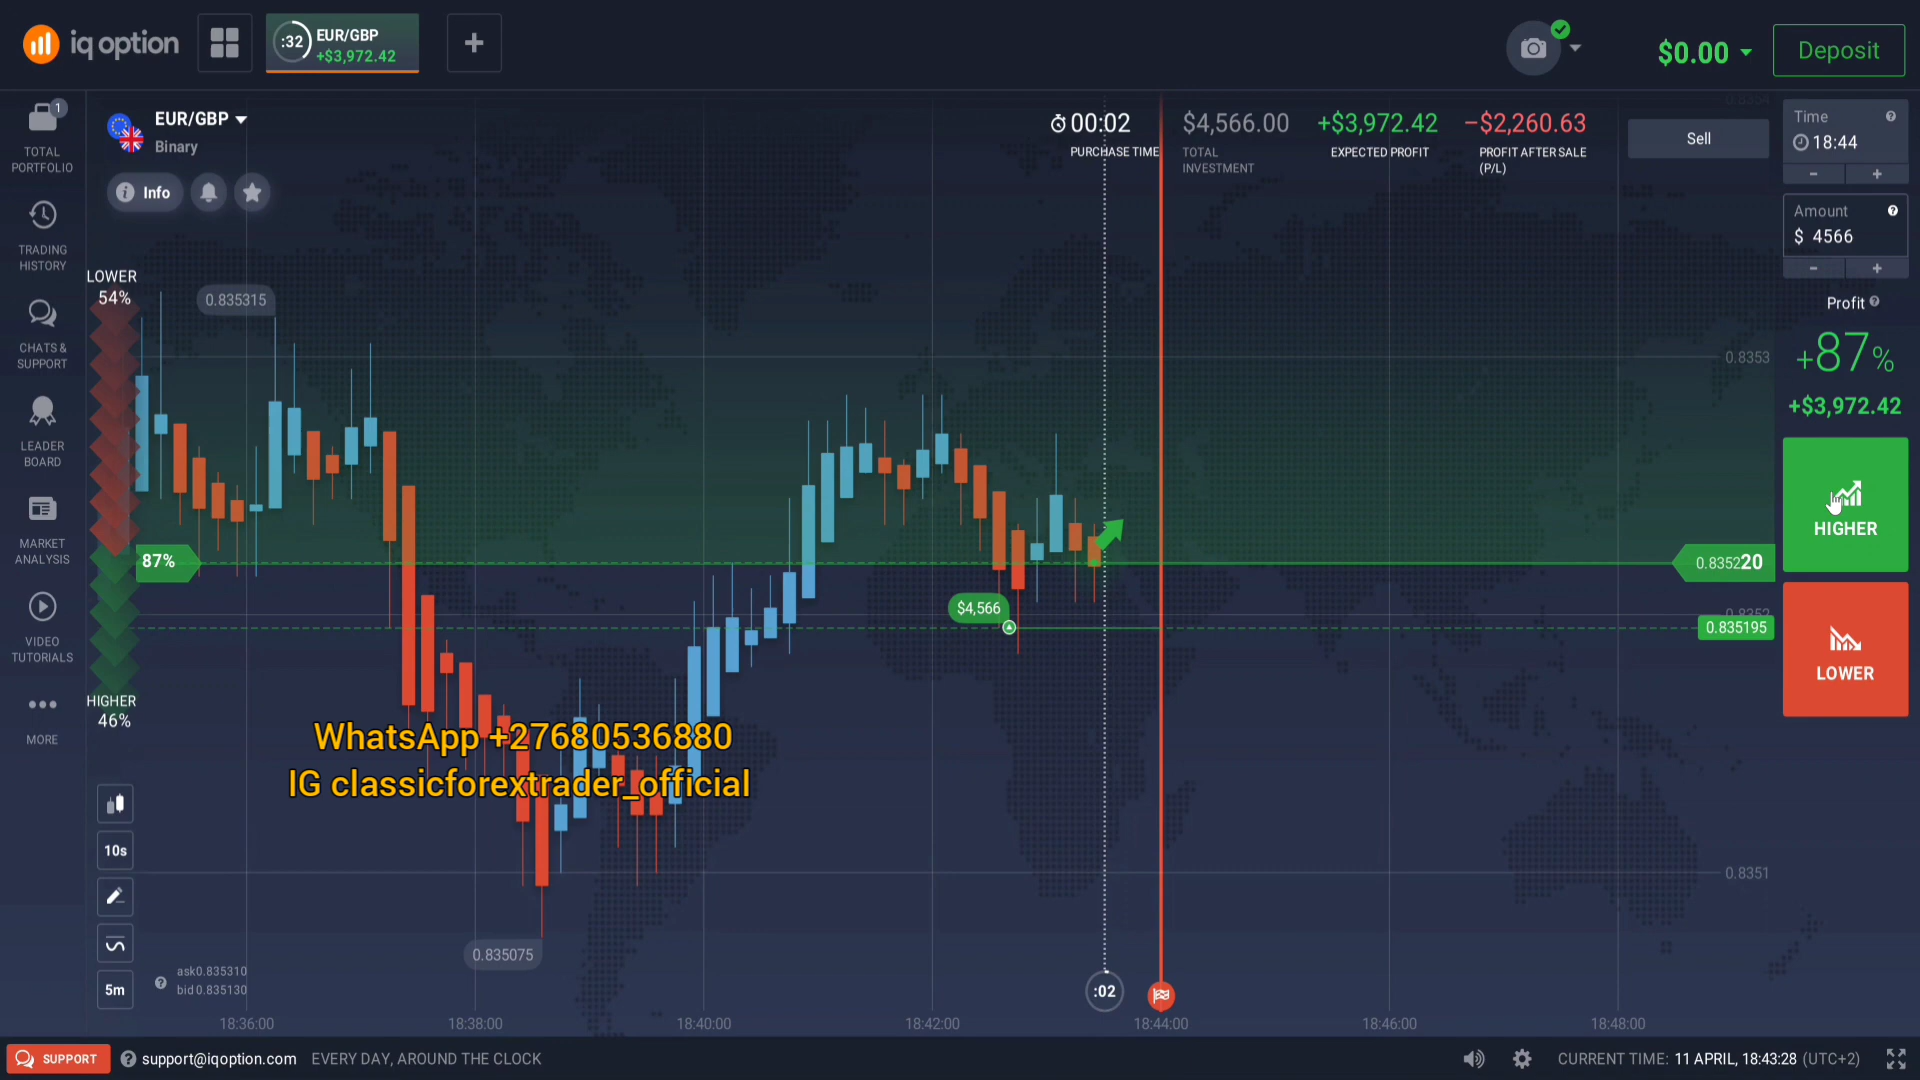 iq option
:32
EUR/GBP
+$3,972.42
+
$0.00
Deposit
1
TOTAL
PORTFOLIO
TRADING
HISTORY
CHATS &
SUPPORT
LEADER
BOARD
MARKET
ANALYSIS
VIDEO
TUTORIALS
MORE
EUR/GBP
Binary
Info
00:02
PURCHASE TIME
$4,566.00
TOTAL
INVESTMENT
+$3,972.42
EXPECTED PROFIT
−$2,260.63
PROFIT AFTER SALE
(P/L)
Sell
Time
18:44
- +
Amount
$ 4566
- +
Profit
+87%
+$3,972.42
HIGHER
LOWER
LOWER
54%
0.835315
87%
HIGHER
46%
$4,566
0.8353
0.835220
0.8352
0.835195
0.8351
WhatsApp +27680536880
IG classicforextrader_official
0.835075
10s
5m
ask0.835310
bid0.835130
:02
18:36:00
18:38:00
18:40:00
18:42:00
18:44:00
18:46:00
18:48:00
SUPPORT
support@iqoption.com
EVERY DAY, AROUND THE CLOCK
CURRENT TIME: 11 APRIL, 18:43:28 (UTC+2)